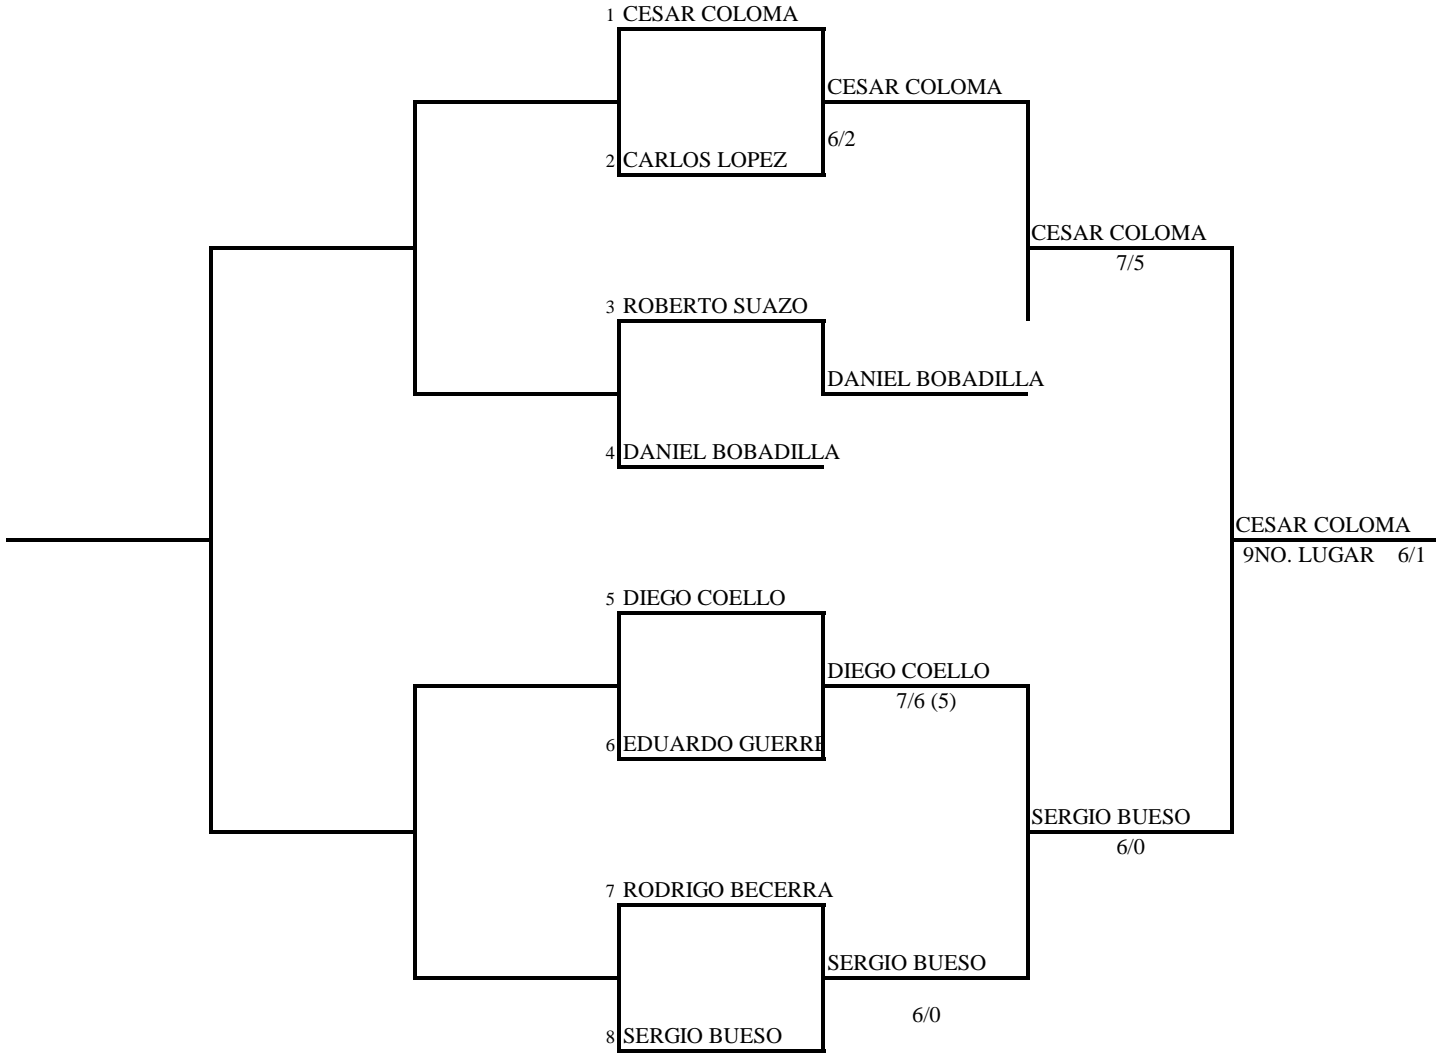 1 CESAR COLOMA
CESAR COLOMA
6/2
2 CARLOS LOPEZ
CESAR COLOMA
7/5
3 ROBERTO SUAZO
DANIEL BOBADILLA
4 DANIEL BOBADILLA
CESAR COLOMA
9NO. LUGAR 6/1
5 DIEGO COELLO
DIEGO COELLO
7/6 (5)
6 EDUARDO GUERRE
SERGIO BUESO
6/0
7 RODRIGO BECERRA
SERGIO BUESO
6/0
8 SERGIO BUESO